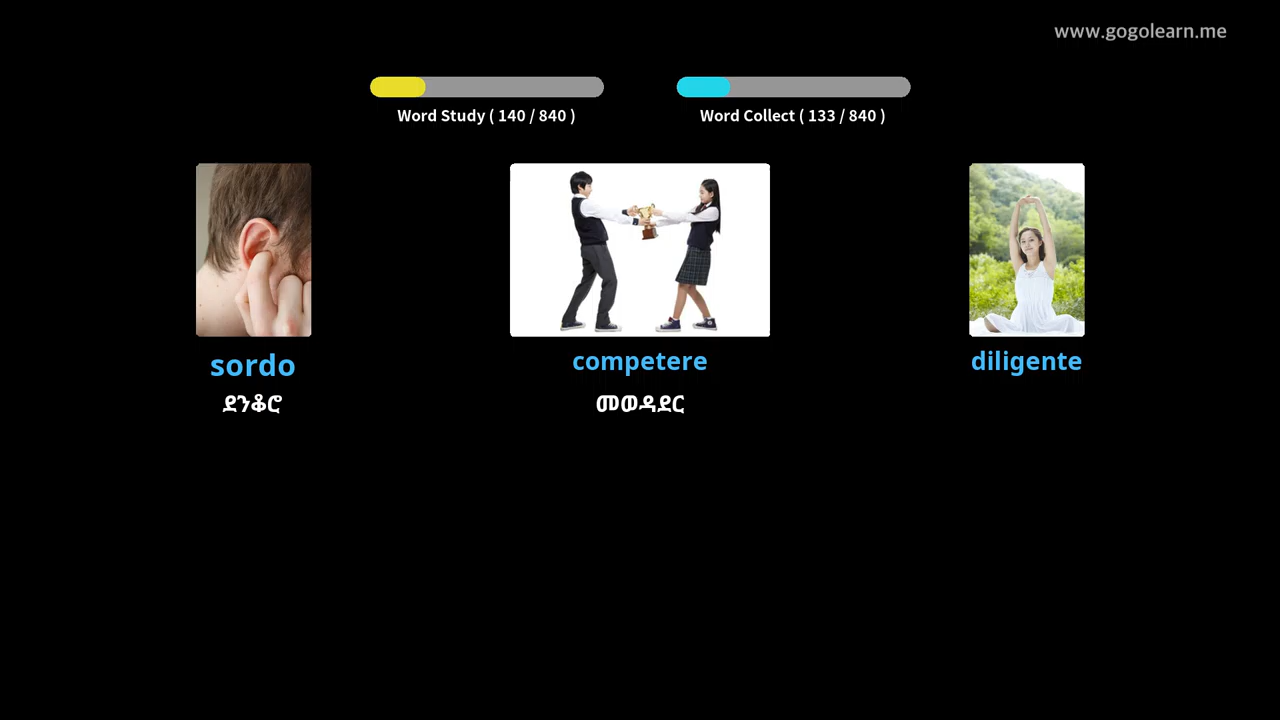 www.gogolearn.me
Word Study ( 140 / 840 )
Word Collect ( 133 / 840 )
sordo
ደንቆሮ
competere
መወዳደር
diligente